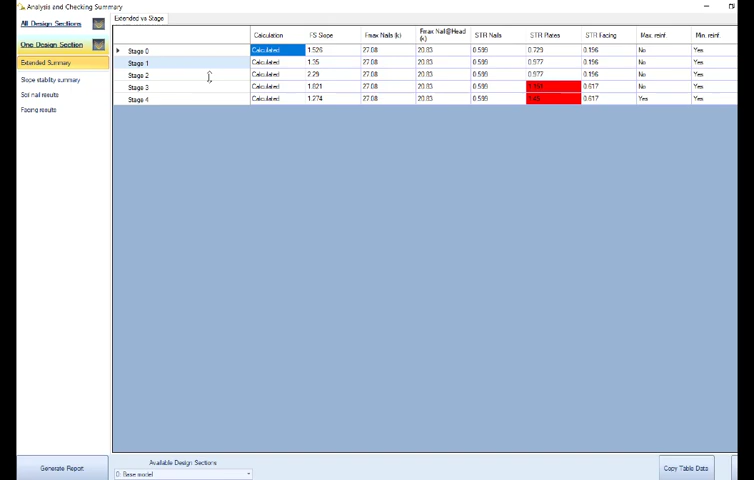 Analysis and Checking Summary
All Design Sections
One Design Section
Extended Summary
Slope stability summary
Soil nail results
Facing results
Extended vs Stage
Calculation FS Slope Fmax Nails (k) Fmax Nail@Head (k) STR Nails STR Plates STR Facing Max. reinf. Min. reinf.
Stage 0 Calculated 1.526 27.08 20.83 0.599 0.729 0.196 No Yes
Stage 1 Calculated 1.35 27.08 20.83 0.599 0.977 0.196 No Yes
Stage 2 Calculated 2.29 27.08 20.83 0.599 0.977 0.196 No Yes
Stage 3 Calculated 1.821 27.08 20.83 0.599 0.617 No Yes
Stage 4 Calculated 1.274 27.08 20.83 0.599 0.617 Yes Yes
Generate Report
Available Design Sections
0: Base model
Copy Table Data